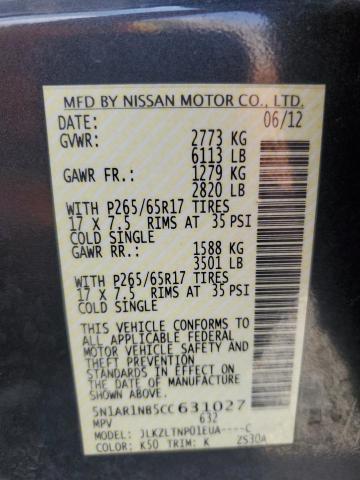 MFD BY NISSAN MOTOR CO., LTD.
DATE: 06/12
GVWR: 2773 KG
6113 LB
GAWR FR.: 1279 KG
2820 LB
WITH P265/65R17 TIRES
17 X 7.5 RIMS AT 35 PSI
COLD SINGLE
GAWR RR.: 1588 KG
3501 LB
WITH P265/65R17 TIRES
17 X 7.5 RIMS AT 35 PSI
COLD SINGLE
THIS VEHICLE CONFORMS TO
ALL APPLICABLE FEDERAL
MOTOR VEHICLE SAFETY
AND THEFT PREVENTION
STANDARDS IN EFFECT ON
THE DATE OF MANUFACTURE
SHOWN ABOVE.
5N1AR1NB5CC631027
MPV 632
MODEL: JLKZLTNP01EUA----C
COLOR: K50 TRIM: K 2S30A